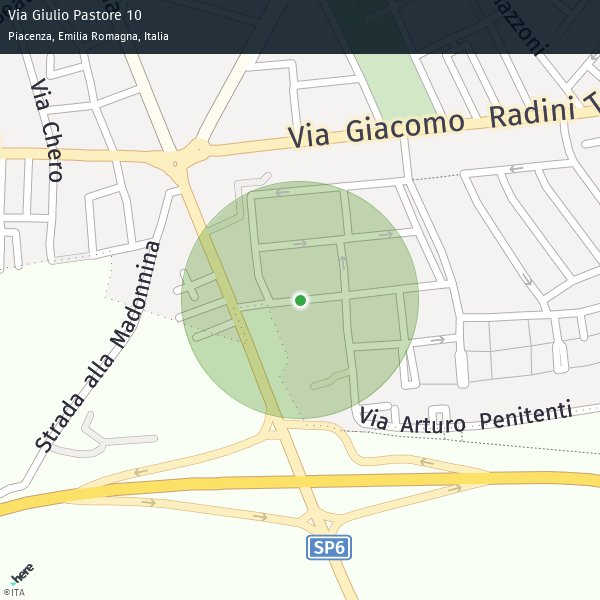 Via Giulio Pastore 10
Piacenza, Emilia Romagna, Italia
Via Chero
Via Giacomo Radini T
Strada alla Madonnina
Via Arturo Penitenti
SP6
here
©ITA